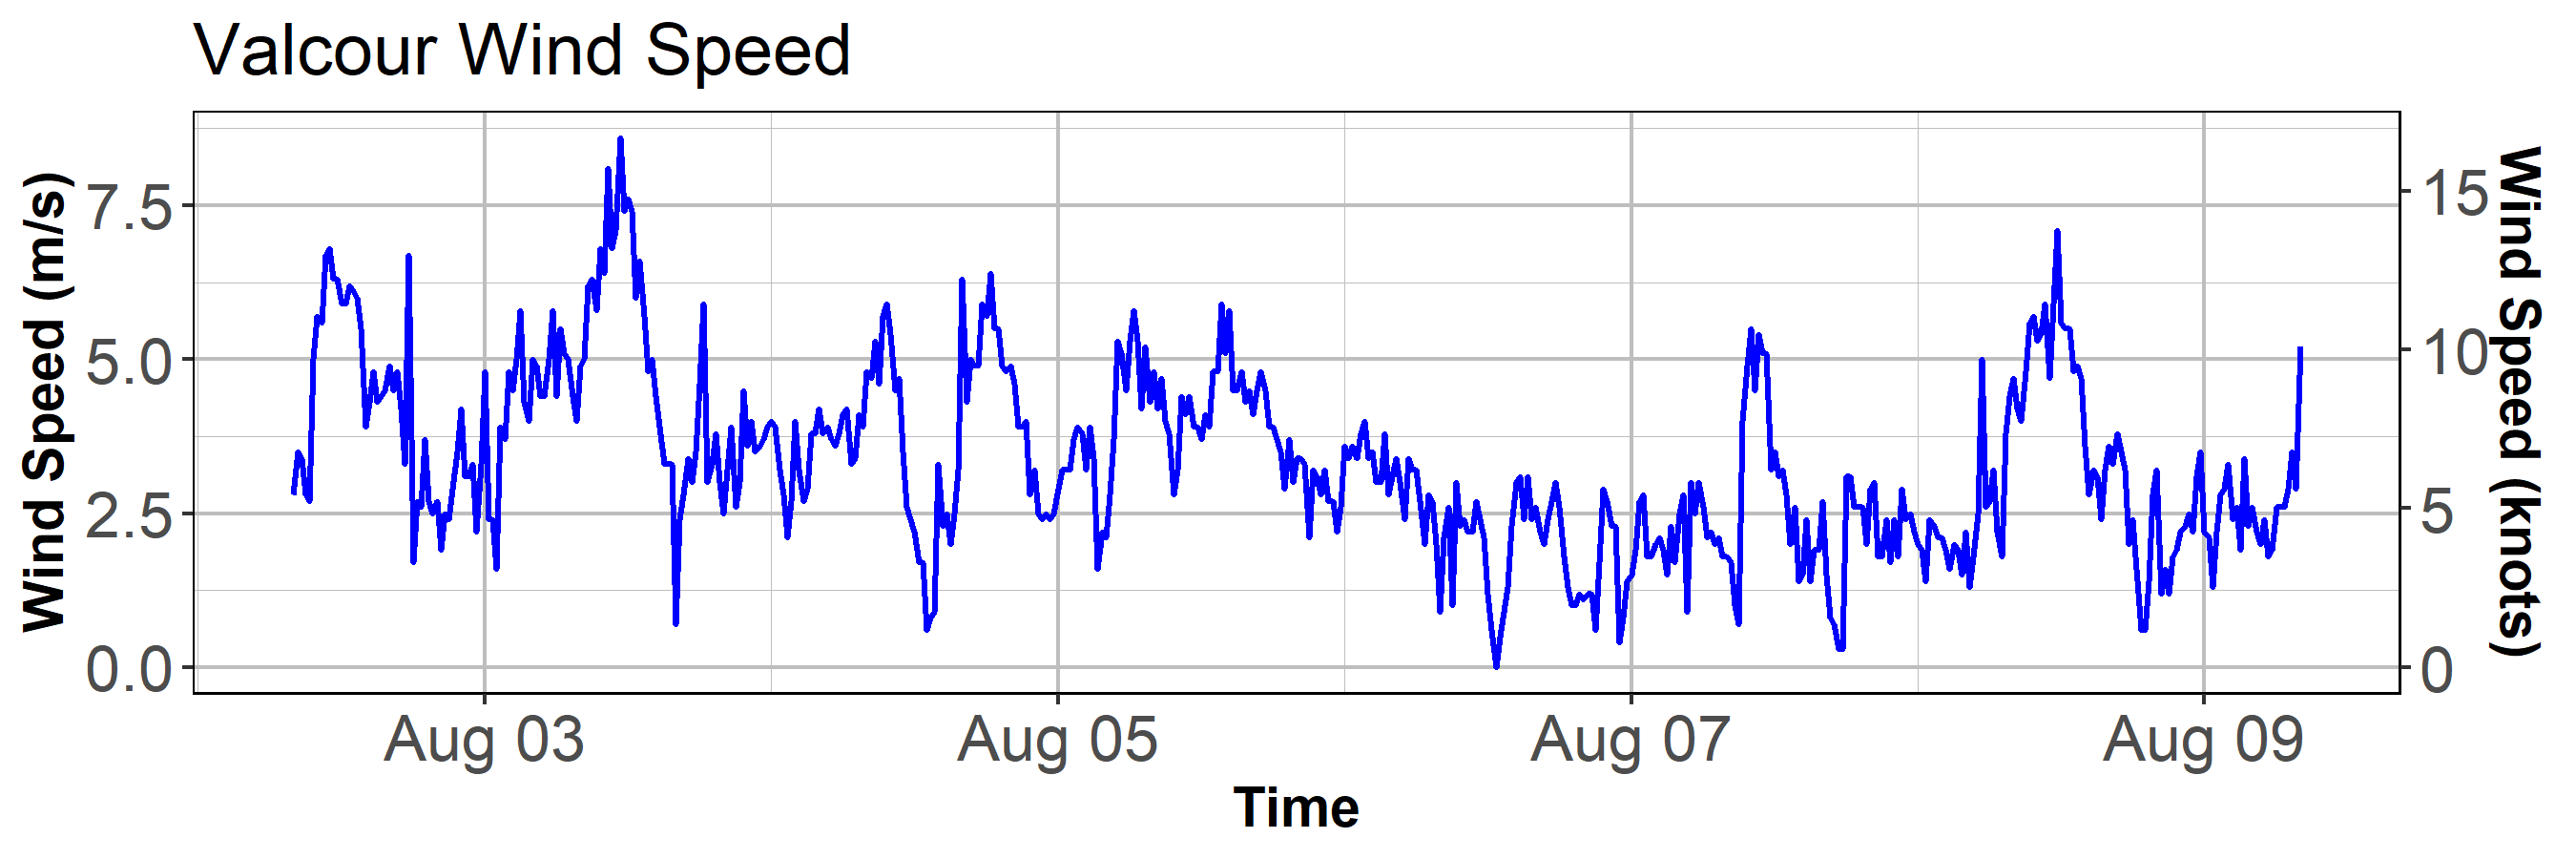 Valcour Wind Speed
Wind Speed (m/s)
7.5
5.0
2.5
0.0
15
10
5
0
Wind Speed (knots)
Aug 03 Aug 05 Aug 07 Aug 09
Time